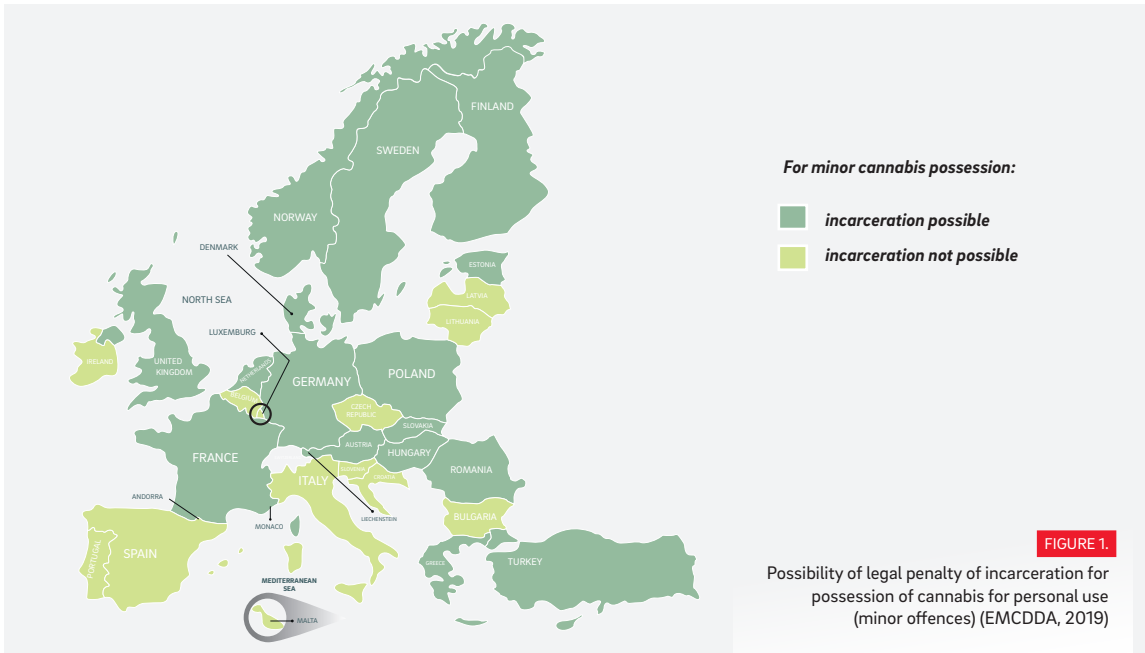 FINLAND
SWEDEN
NORWAY
DENMARK
ESTONIA
NORTH SEA
LATVIA
LITHUANIA
LUXEMBURG
IRELAND
UNITED
KINGDOM
NETHERLANDS
GERMANY
POLAND
BELGIUM
CZECH
REPUBLIC
SLOVAKIA
AUSTRIA
HUNGARY
FRANCE
ROMANIA
SLOVENIA
CROATIA
ITALY
ANDORRA
LIECHENSTEIN
MONACO
BULGARIA
PORTUGAL
SPAIN
GREECE
TURKEY
MEDITERRANEAN
SEA
MALTA
For minor cannabis possession:
incarceration possible
incarceration not possible
FIGURE 1.
Possibility of legal penalty of incarceration for
possession of cannabis for personal use
(minor offences) (EMCDDA, 2019)